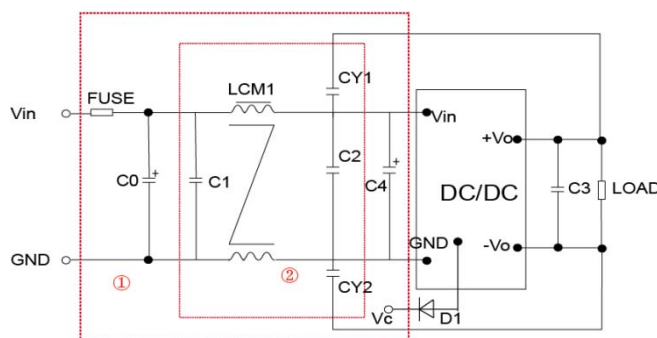 CY1
LCM1
FUSE
Vin
Vin
+Vo
C2
C0
+
C1
C4
+
DC/DC
C3
LOAD
GND
GND
-Vo
①
②
CY2
Vc
D1